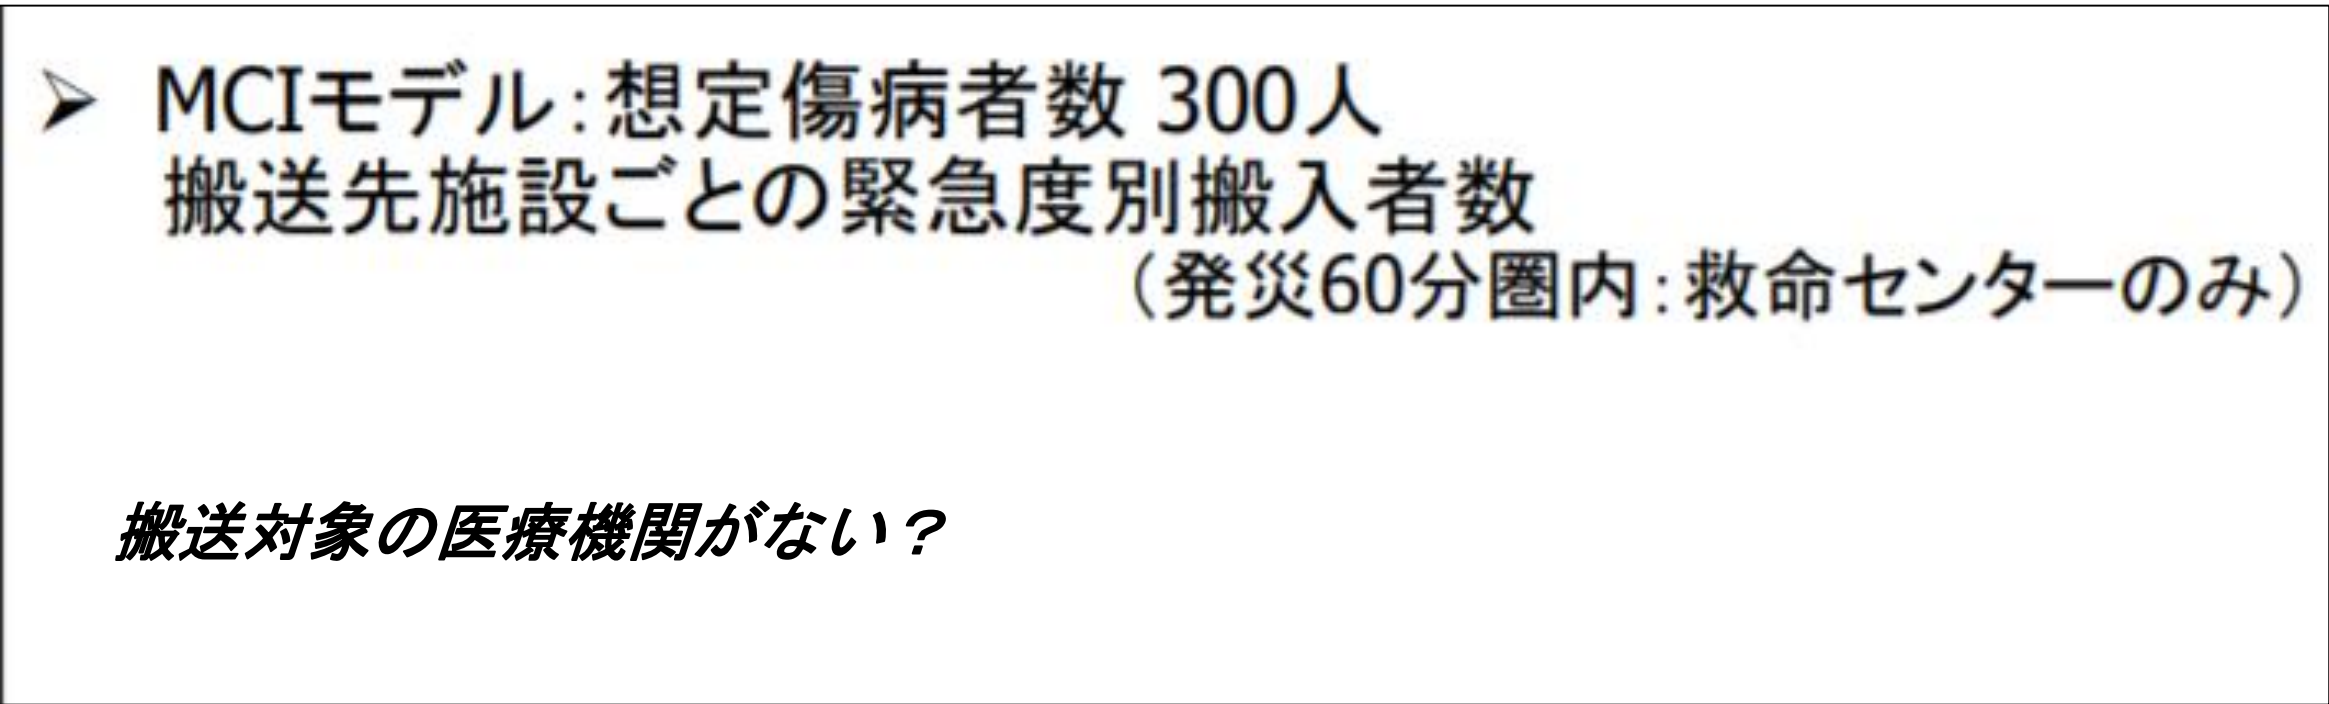 ➢ MCIモデル:想定傷病者数 300人
搬送先施設ごとの緊急度別搬入者数
(発災60分圏内:救命センターのみ)
搬送対象の医療機関がない?